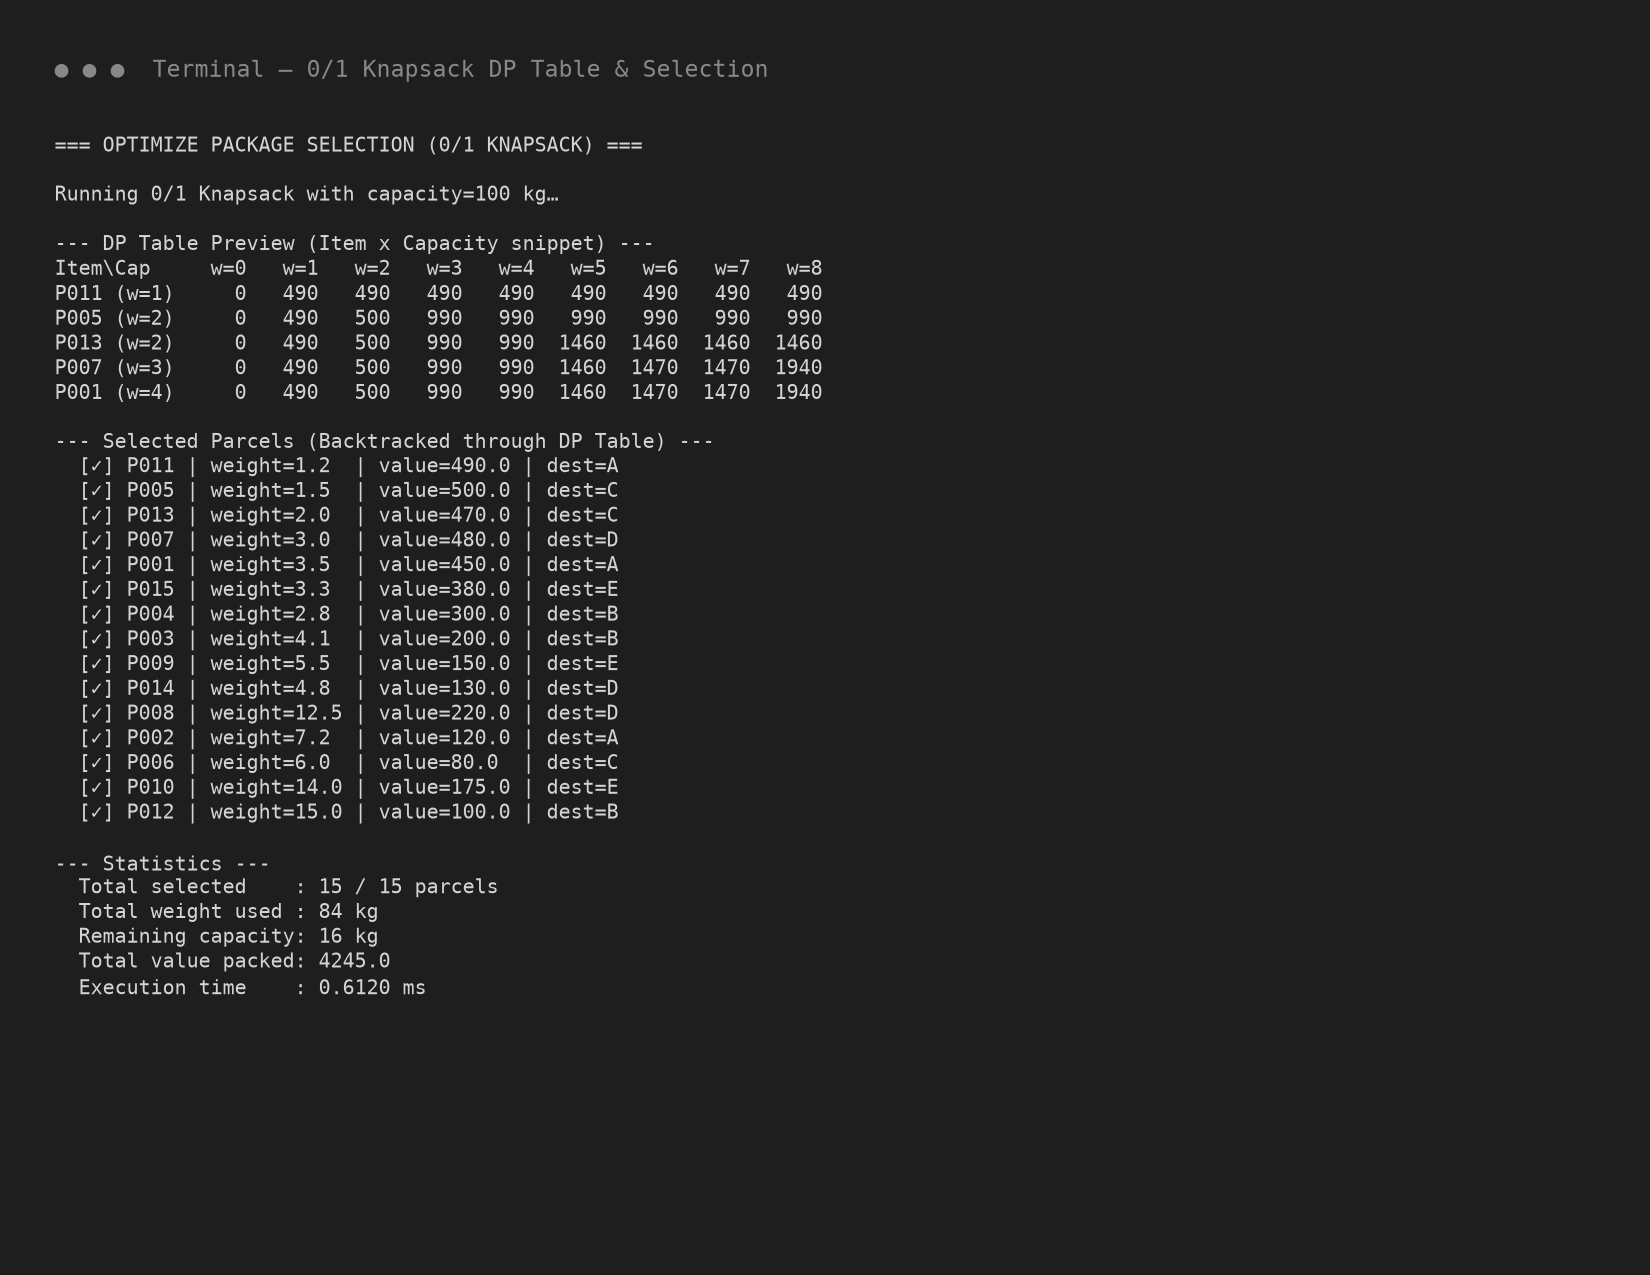 ● ● ●  Terminal — 0/1 Knapsack DP Table & Selection
=== OPTIMIZE PACKAGE SELECTION (0/1 KNAPSACK) ===
Running 0/1 Knapsack with capacity=100 kg…
--- DP Table Preview (Item x Capacity snippet) ---
Item\Cap     w=0   w=1   w=2   w=3   w=4   w=5   w=6   w=7   w=8
P011 (w=1)     0   490   490   490   490   490   490   490   490
P005 (w=2)     0   490   500   990   990   990   990   990   990
P013 (w=2)     0   490   500   990   990  1460  1460  1460  1460
P007 (w=3)     0   490   500   990   990  1460  1470  1470  1940
P001 (w=4)     0   490   500   990   990  1460  1470  1470  1940
--- Selected Parcels (Backtracked through DP Table) ---
  [✓] P011 | weight=1.2  | value=490.0 | dest=A
  [✓] P005 | weight=1.5  | value=500.0 | dest=C
  [✓] P013 | weight=2.0  | value=470.0 | dest=C
  [✓] P007 | weight=3.0  | value=480.0 | dest=D
  [✓] P001 | weight=3.5  | value=450.0 | dest=A
  [✓] P015 | weight=3.3  | value=380.0 | dest=E
  [✓] P004 | weight=2.8  | value=300.0 | dest=B
  [✓] P003 | weight=4.1  | value=200.0 | dest=B
  [✓] P009 | weight=5.5  | value=150.0 | dest=E
  [✓] P014 | weight=4.8  | value=130.0 | dest=D
  [✓] P008 | weight=12.5 | value=220.0 | dest=D
  [✓] P002 | weight=7.2  | value=120.0 | dest=A
  [✓] P006 | weight=6.0  | value=80.0  | dest=C
  [✓] P010 | weight=14.0 | value=175.0 | dest=E
  [✓] P012 | weight=15.0 | value=100.0 | dest=B
--- Statistics ---
  Total selected    : 15 / 15 parcels
  Total weight used : 84 kg
  Remaining capacity: 16 kg
  Total value packed: 4245.0
  Execution time    : 0.6120 ms